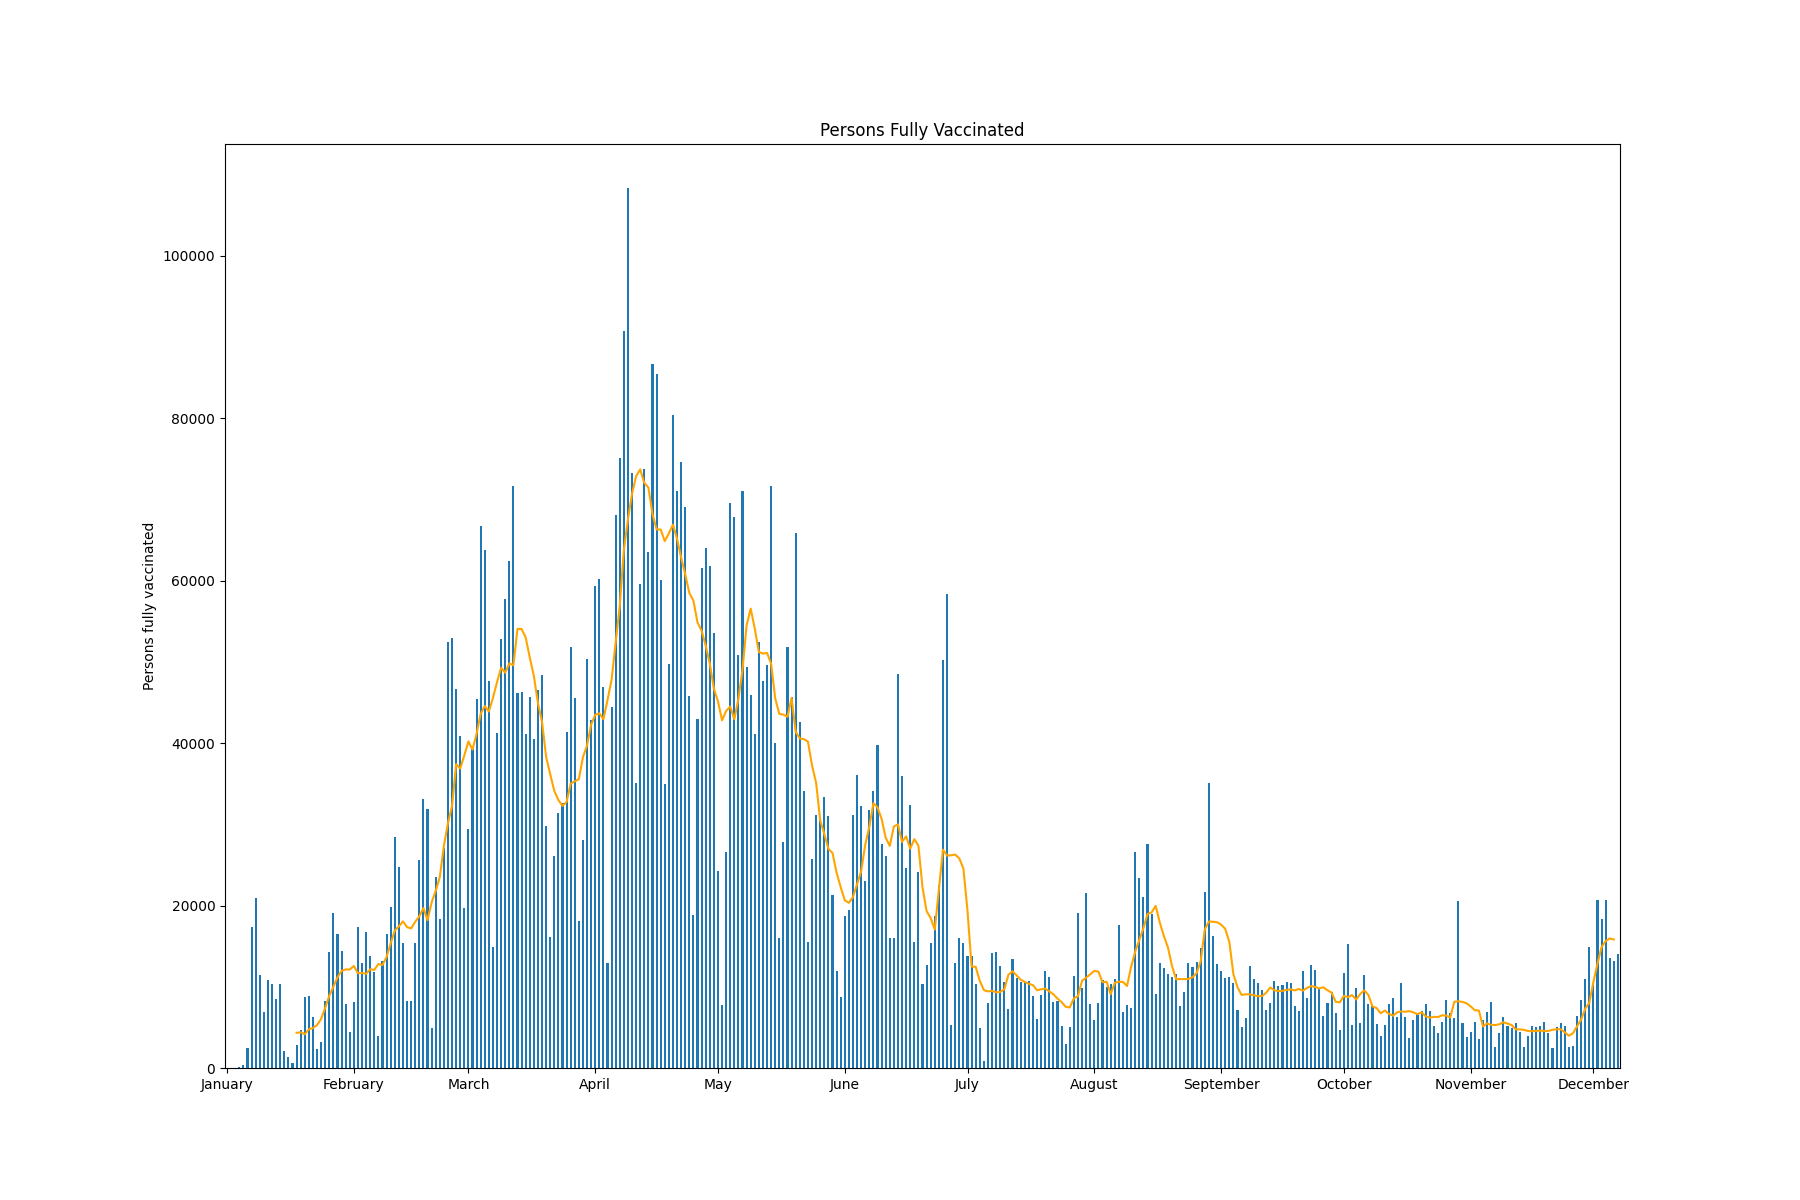 Persons Fully Vaccinated
Persons fully vaccinated
100000
80000
60000
40000
20000
0
January February March April May June July August September October November December